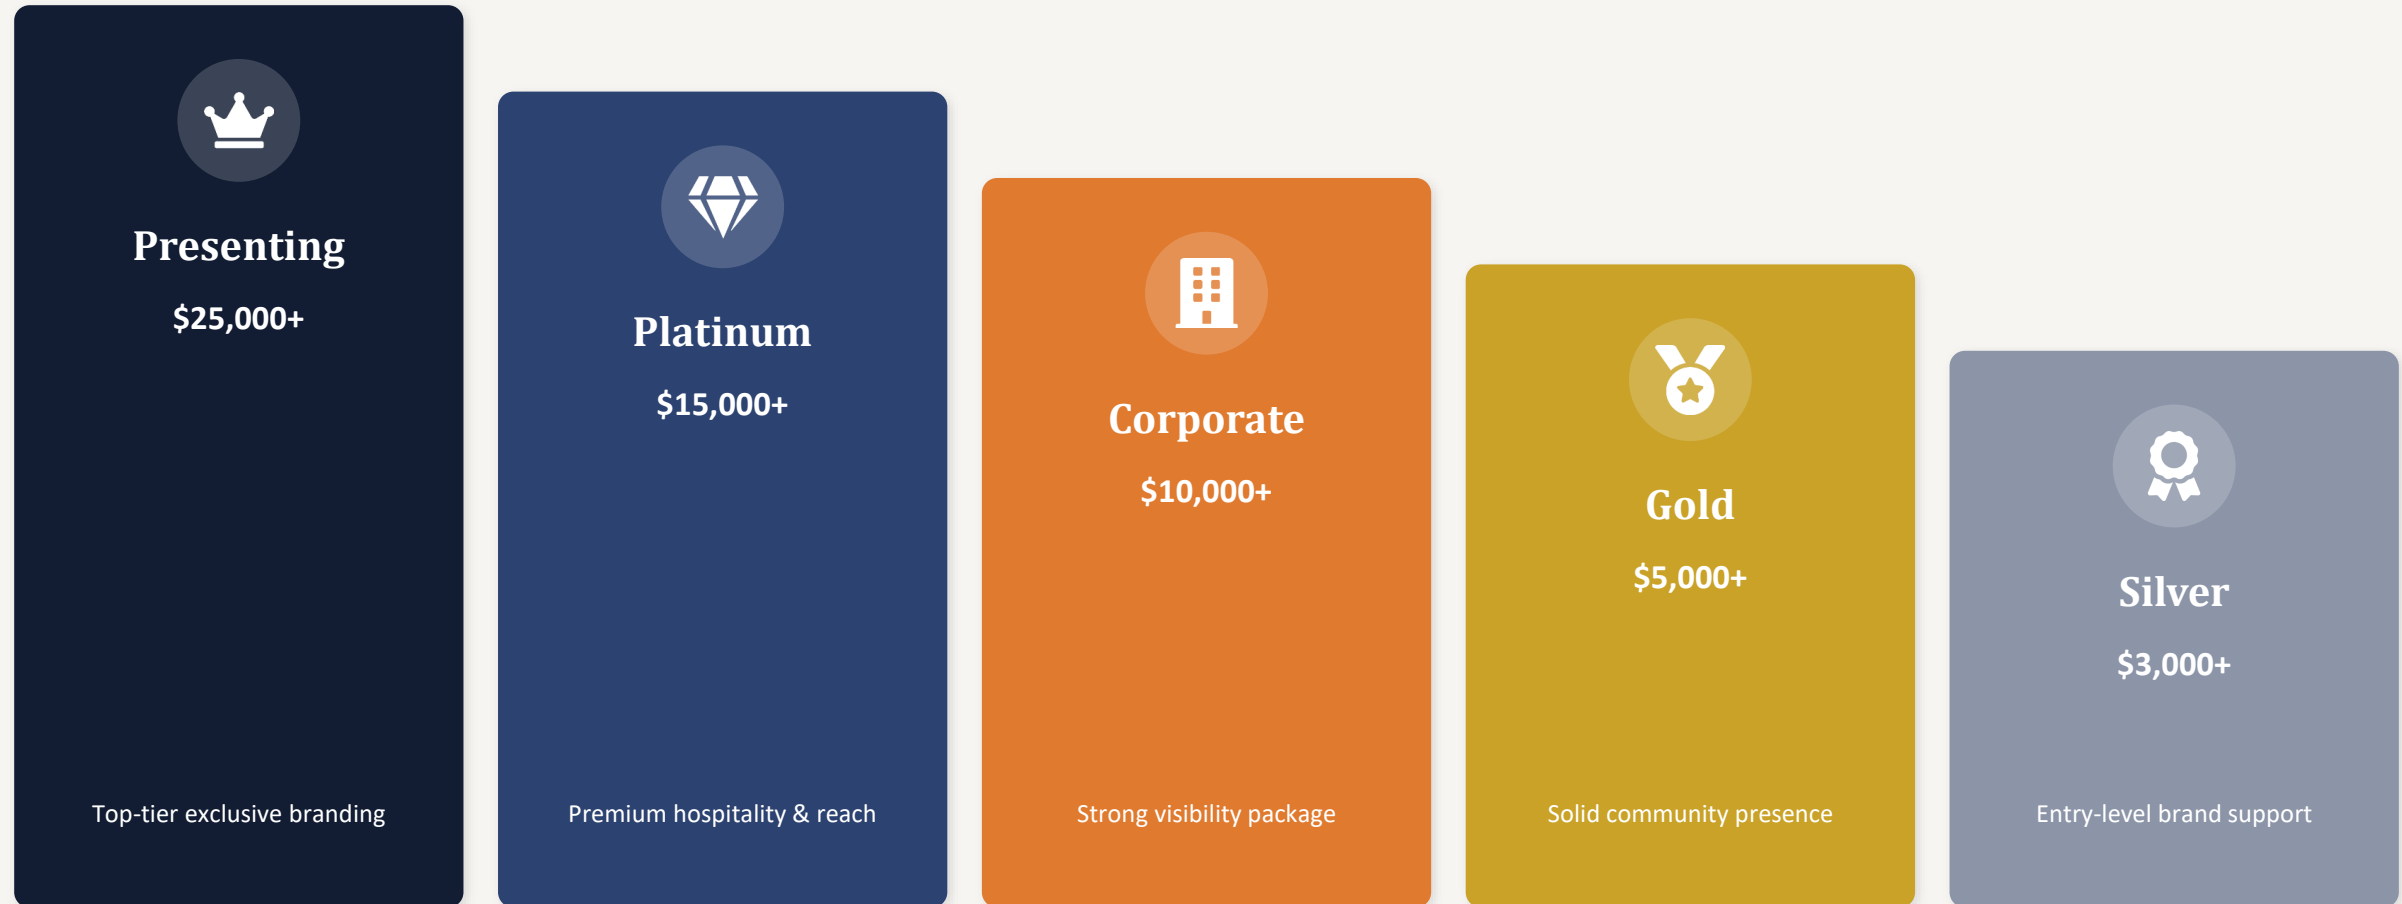 Presenting
$25,000+
Top-tier exclusive branding
Platinum
$15,000+
Premium hospitality & reach
Corporate
$10,000+
Strong visibility package
Gold
$5,000+
Solid community presence
Silver
$3,000+
Entry-level brand support